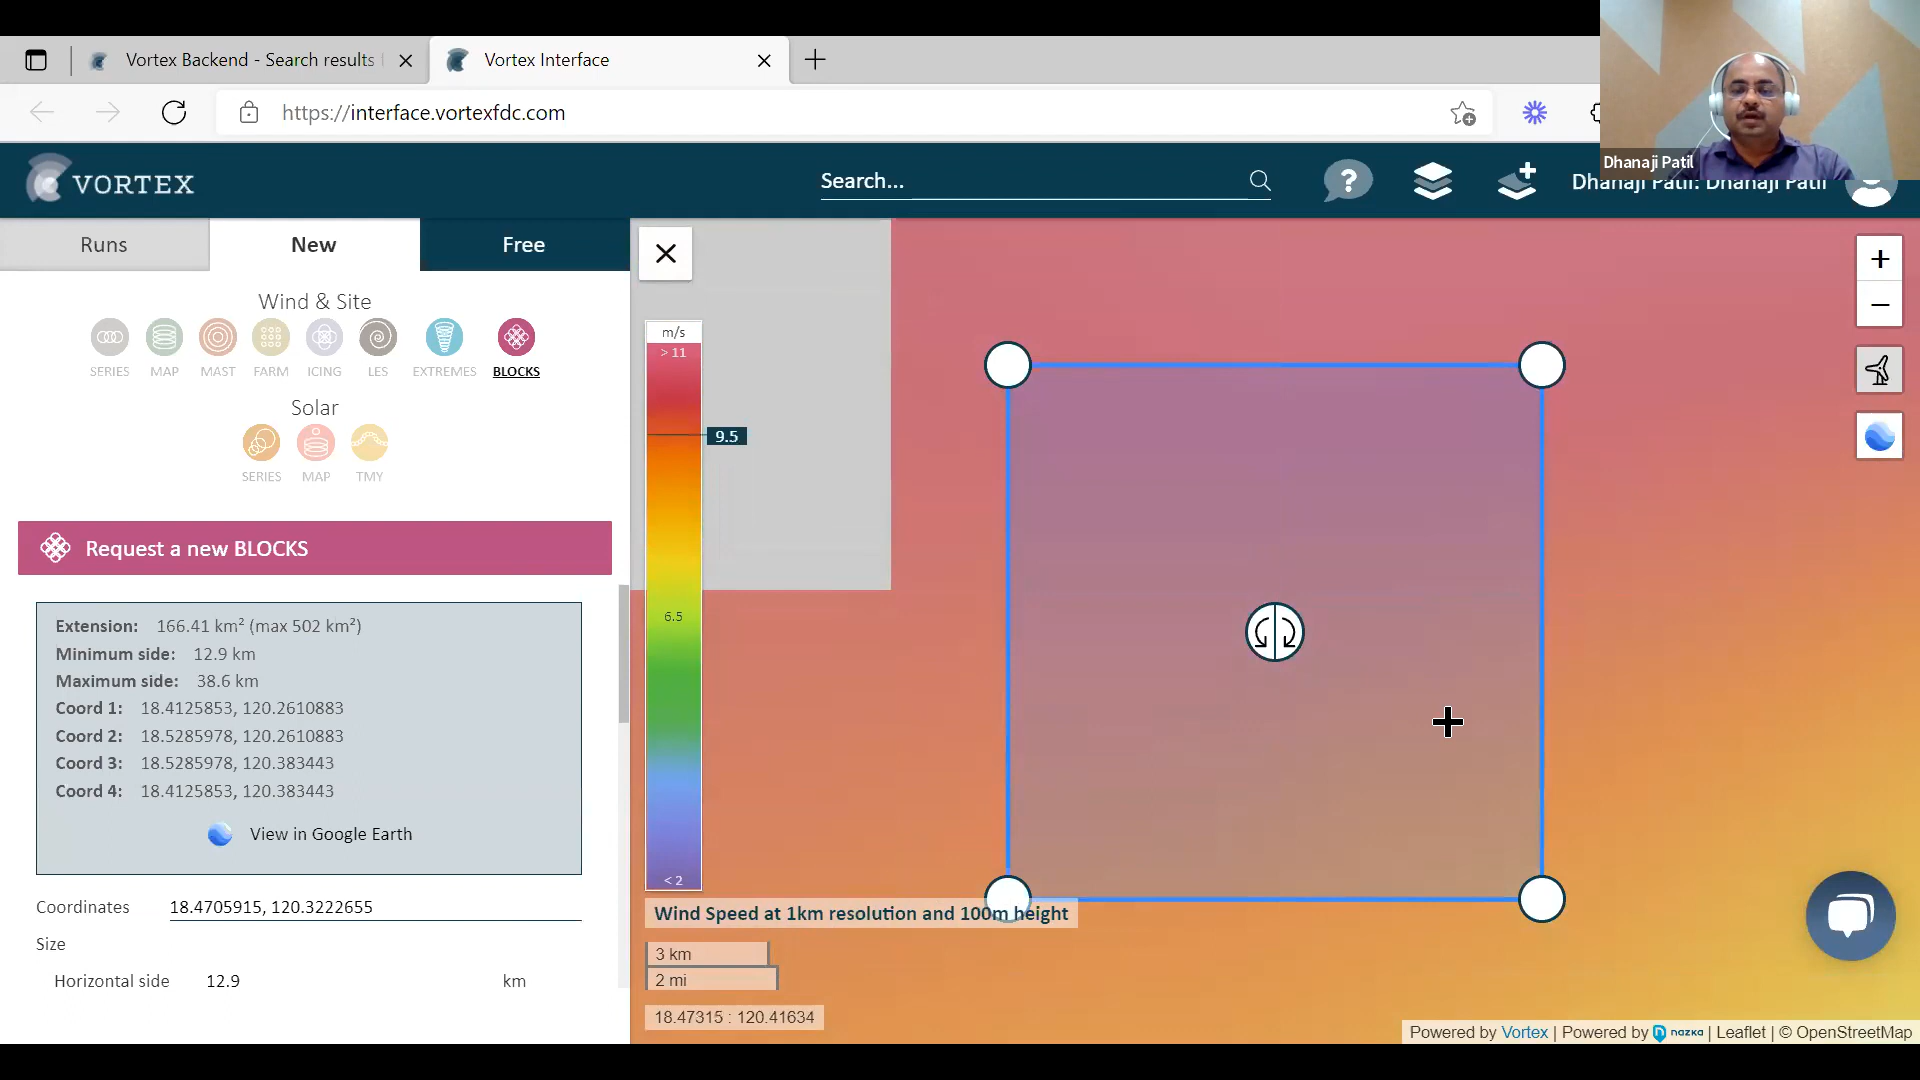 Vortex Backend - Search results
Vortex Interface
https://interface.vortexfdc.com
Dhanaji Patil
VORTEX
Search...
?
Dhanaji Patil: Dhanaji Patil
Runs
New
Free
Wind & Site
SERIES
MAP
MAST
FARM
ICING
LES
EXTREMES
BLOCKS
Solar
SERIES
MAP
TMY
Request a new BLOCKS
Extension: 166.41 km² (max 502 km²)
Minimum side: 12.9 km
Maximum side: 38.6 km
Coord 1: 18.4125853, 120.2610883
Coord 2: 18.5285978, 120.2610883
Coord 3: 18.5285978, 120.383443
Coord 4: 18.4125853, 120.383443
View in Google Earth
Coordinates 18.4705915, 120.3222655
Size
Horizontal side 12.9 km
m/s
> 11
9.5
6.5
< 2
Wind Speed at 1km resolution and 100m height
3 km
2 mi
18.47315 : 120.41634
+
−
Powered by Vortex | Powered by nazka | Leaflet | © OpenStreetMap